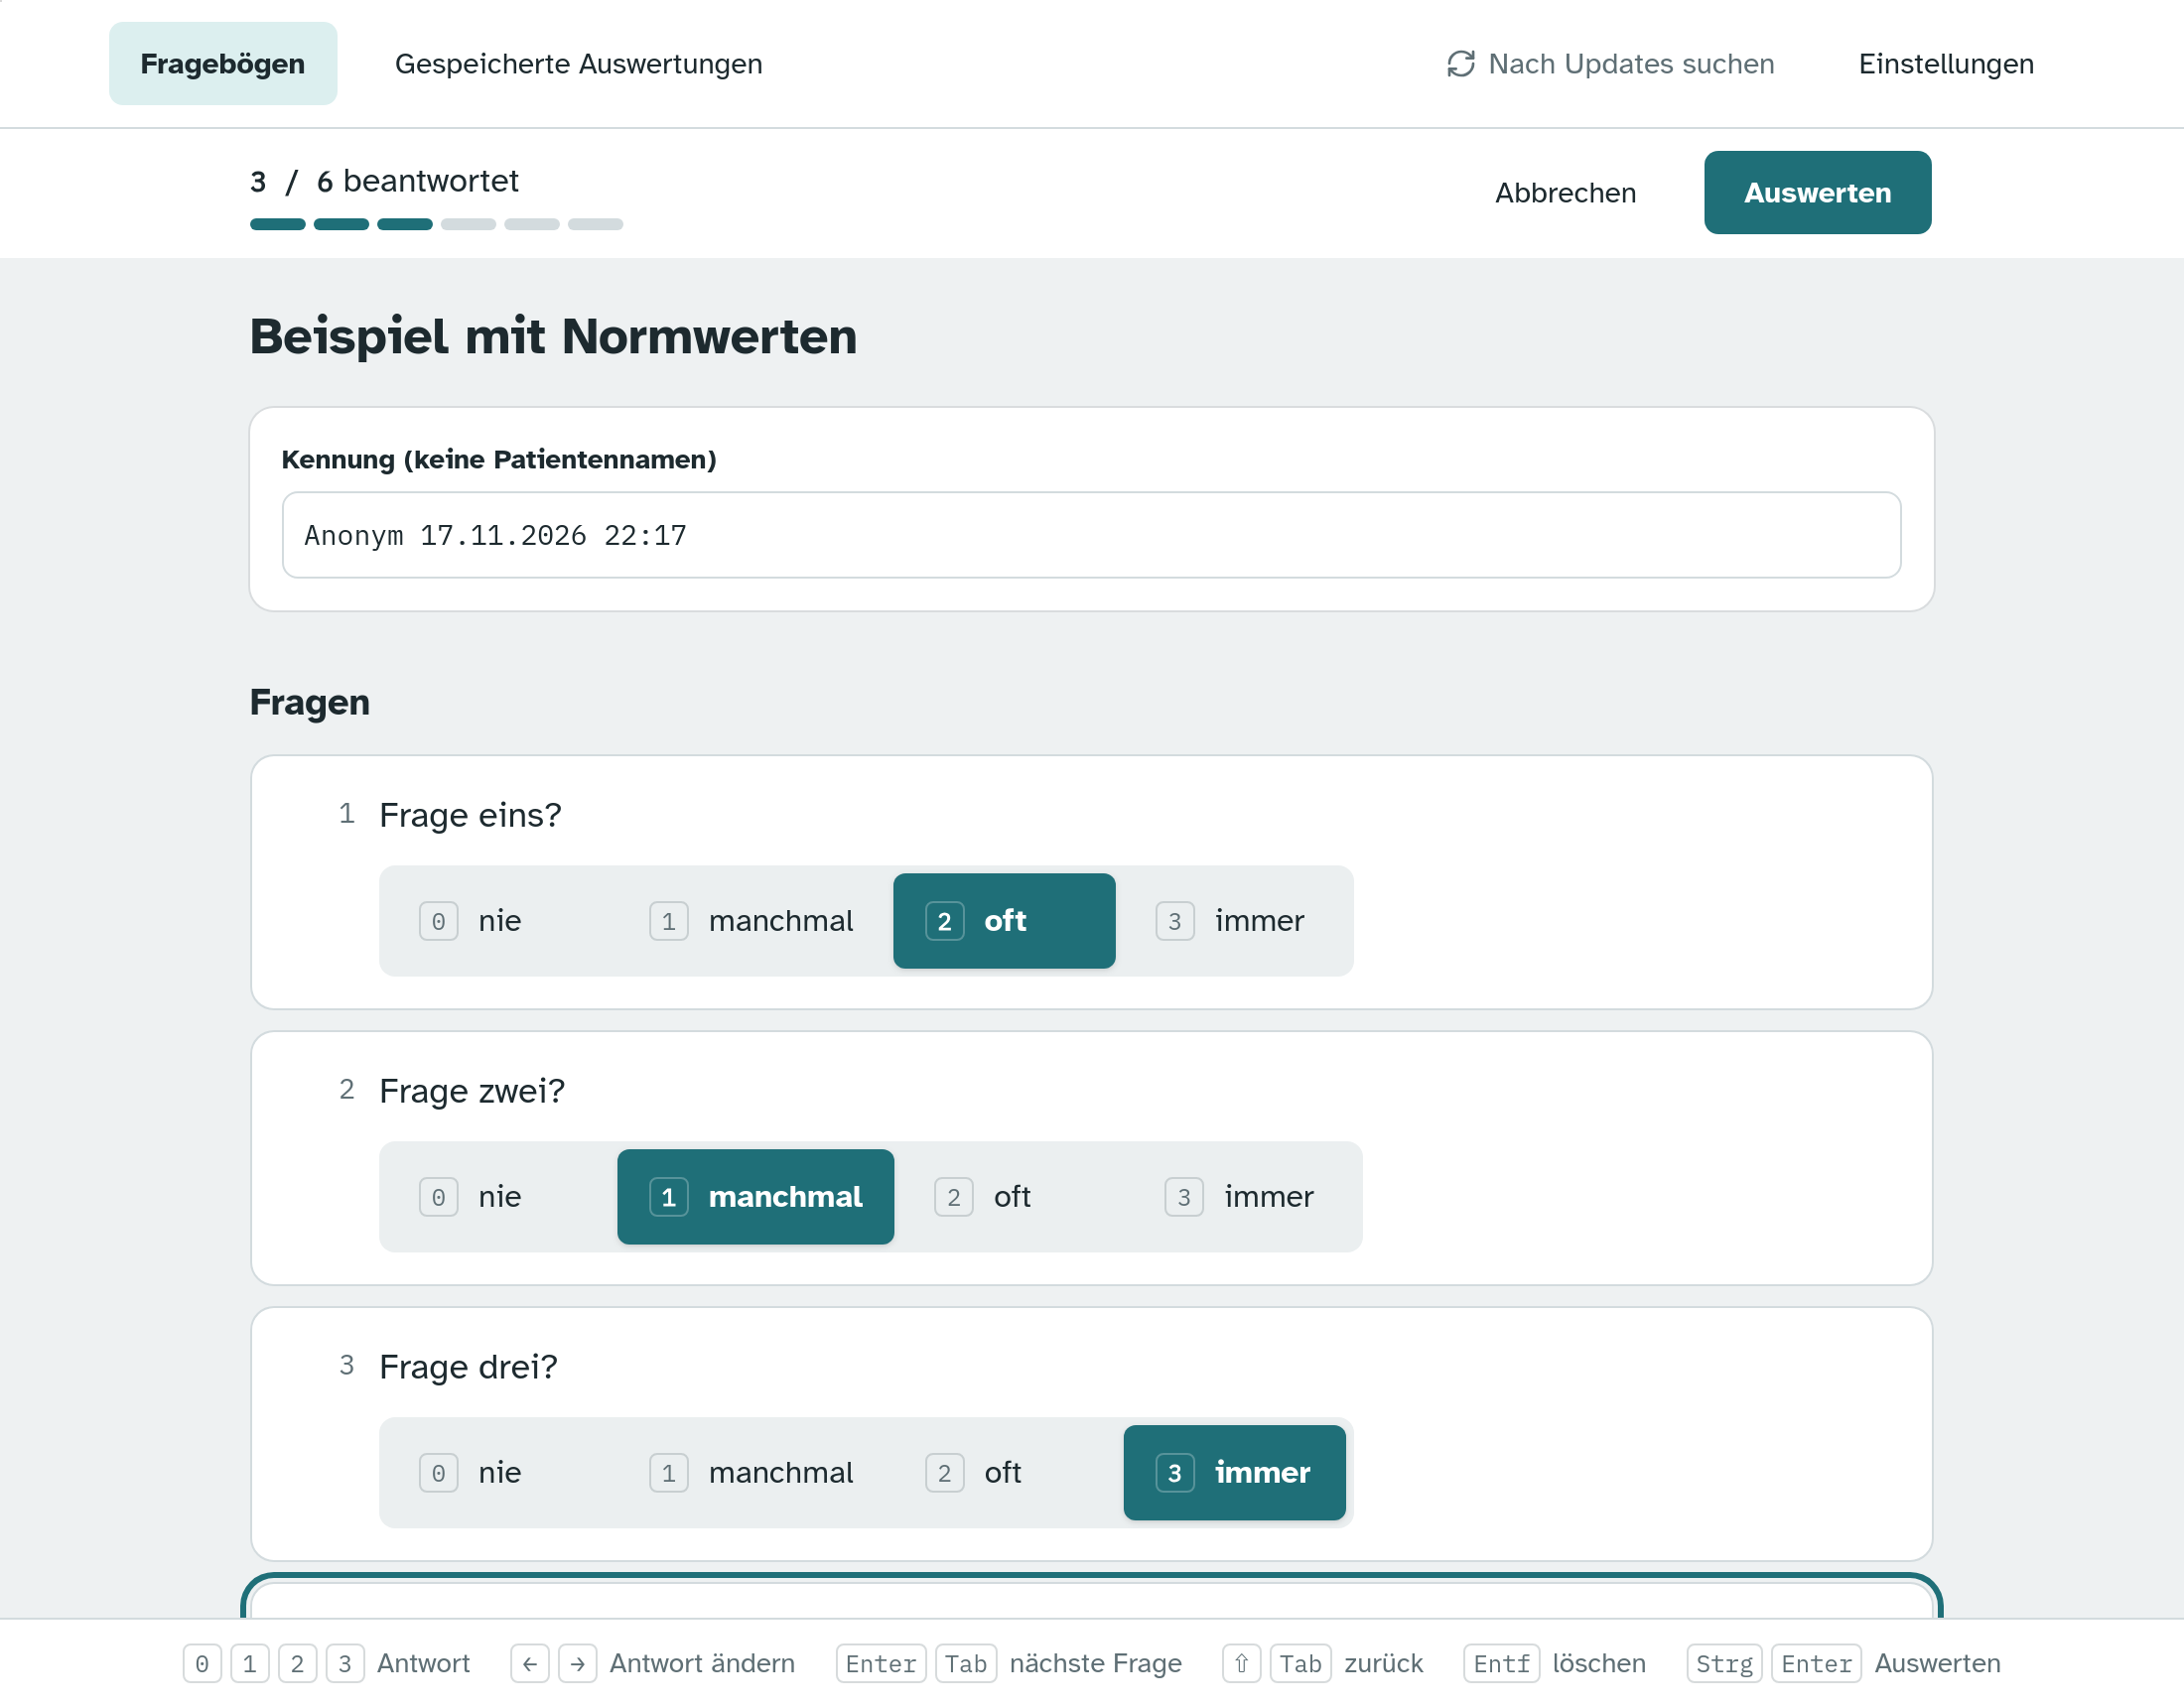 Fragebögen Gespeicherte Auswertungen Nach Updates suchen Einstellungen
3 / 6 beantwortet Abbrechen Auswerten
Beispiel mit Normwerten
Kennung (keine Patientennamen)
Anonym 17.11.2026 22:17
Fragen
1 Frage eins?
0 nie 1 manchmal 2 oft 3 immer
2 Frage zwei?
0 nie 1 manchmal 2 oft 3 immer
3 Frage drei?
0 nie 1 manchmal 2 oft 3 immer
0 1 2 3 Antwort ← → Antwort ändern Enter Tab nächste Frage ⇧ Tab zurück Entf löschen Strg Enter Auswerten